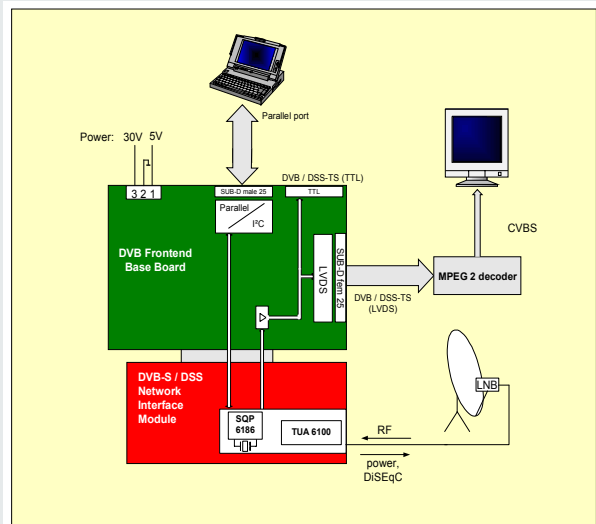 Parallel port
Power: 30V 5V
DVB / DSS-TS (TTL)
3 2 1
SUB-D male 25
TTL
Parallel
I²C
DVB Frontend
Base Board
LVDS
SUB-D fem 25
CVBS
MPEG 2 decoder
DVB / DSS-TS
(LVDS)
DVB-S / DSS
Network
Interface
Module
LNB
SQP
6186
TUA 6100
RF
power,
DiSEqC